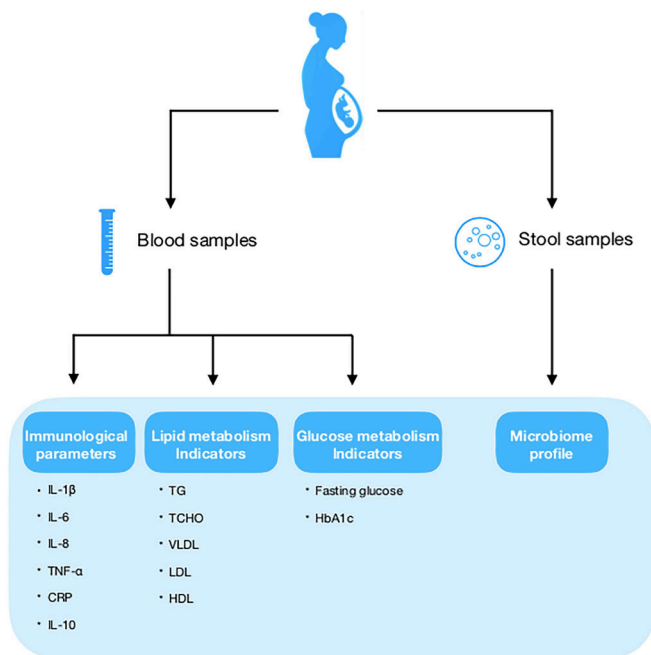 Blood samples
Stool samples
Immunological
parameters
Lipid metabolism
Indicators
Glucose metabolism
Indicators
Microbiome
profile
• IL-1β
• IL-6
• IL-8
• TNF-α
• CRP
• IL-10
• TG
• TCHO
• VLDL
• LDL
• HDL
• Fasting glucose
• HbA1c